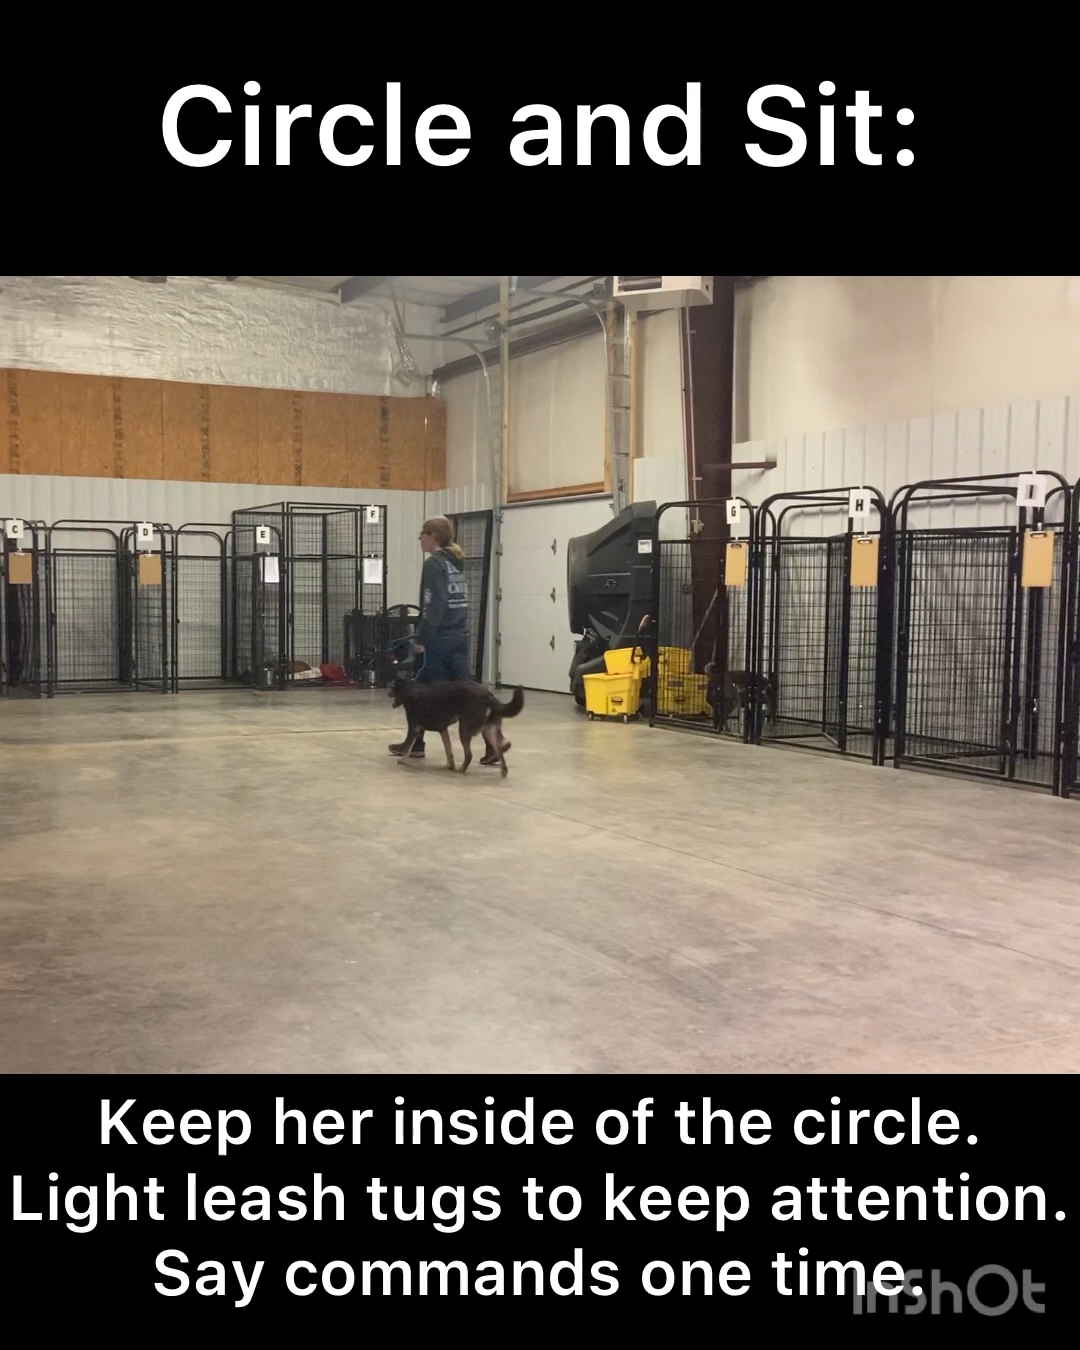 Circle and Sit:
C
D
E
F
G
H
I
Keep her inside of the circle.
Light leash tugs to keep attention.
Say commands one time.
InShOt